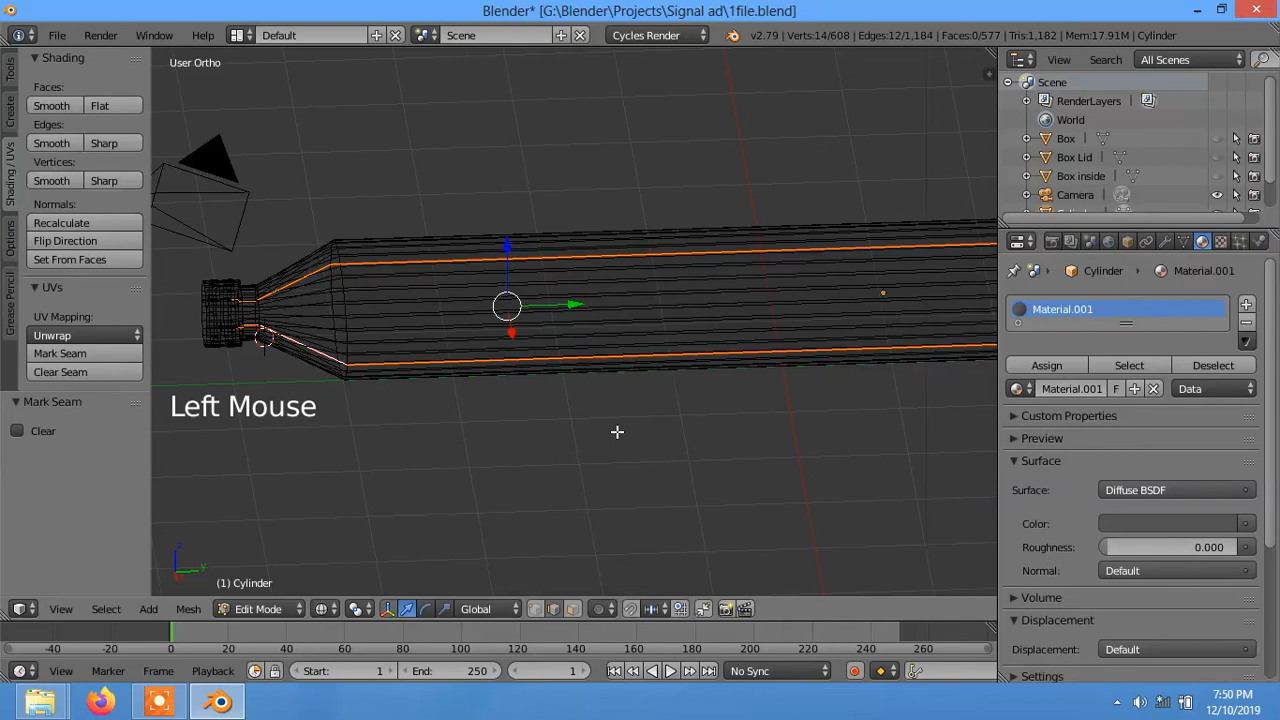 Blender* [G:\Blender\Projects\Signal ad\1file.blend]
File Render Window Help Default Scene Cycles Render v2.79 | Verts:14/608 | Edges:12/1,184 | Faces:0/577 | Tris:1,182 | Mem:17.91M | Cylinder
Tools
Create
Shading / UVs
Options
Grease Pencil
Shading
Faces:
Smooth Flat
Edges:
Smooth Sharp
Vertices:
Smooth Sharp
Normals:
Recalculate
Flip Direction
Set From Faces
UVs
UV Mapping:
Unwrap
Mark Seam
Clear Seam
Mark Seam
Clear
User Ortho
Left Mouse
z
y
(1) Cylinder
View Search All Scenes
Scene
RenderLayers
World
Box
Box Lid
Box inside
Camera
Cylinder Material.001
Material.001
Assign Select Deselect
Material.001 F Data
Custom Properties
Preview
Surface
Surface: Diffuse BSDF
Color:
Roughness: 0.000
Normal: Default
Volume
Displacement
Displacement: Default
Settings
View Select Add Mesh Edit Mode Global
-40 -20 0 20 40 60 80 100 120 140 160 180 200 220 240 260
View Marker Frame Playback Start: 1 End: 250 1 No Sync
7:50 PM
12/10/2019